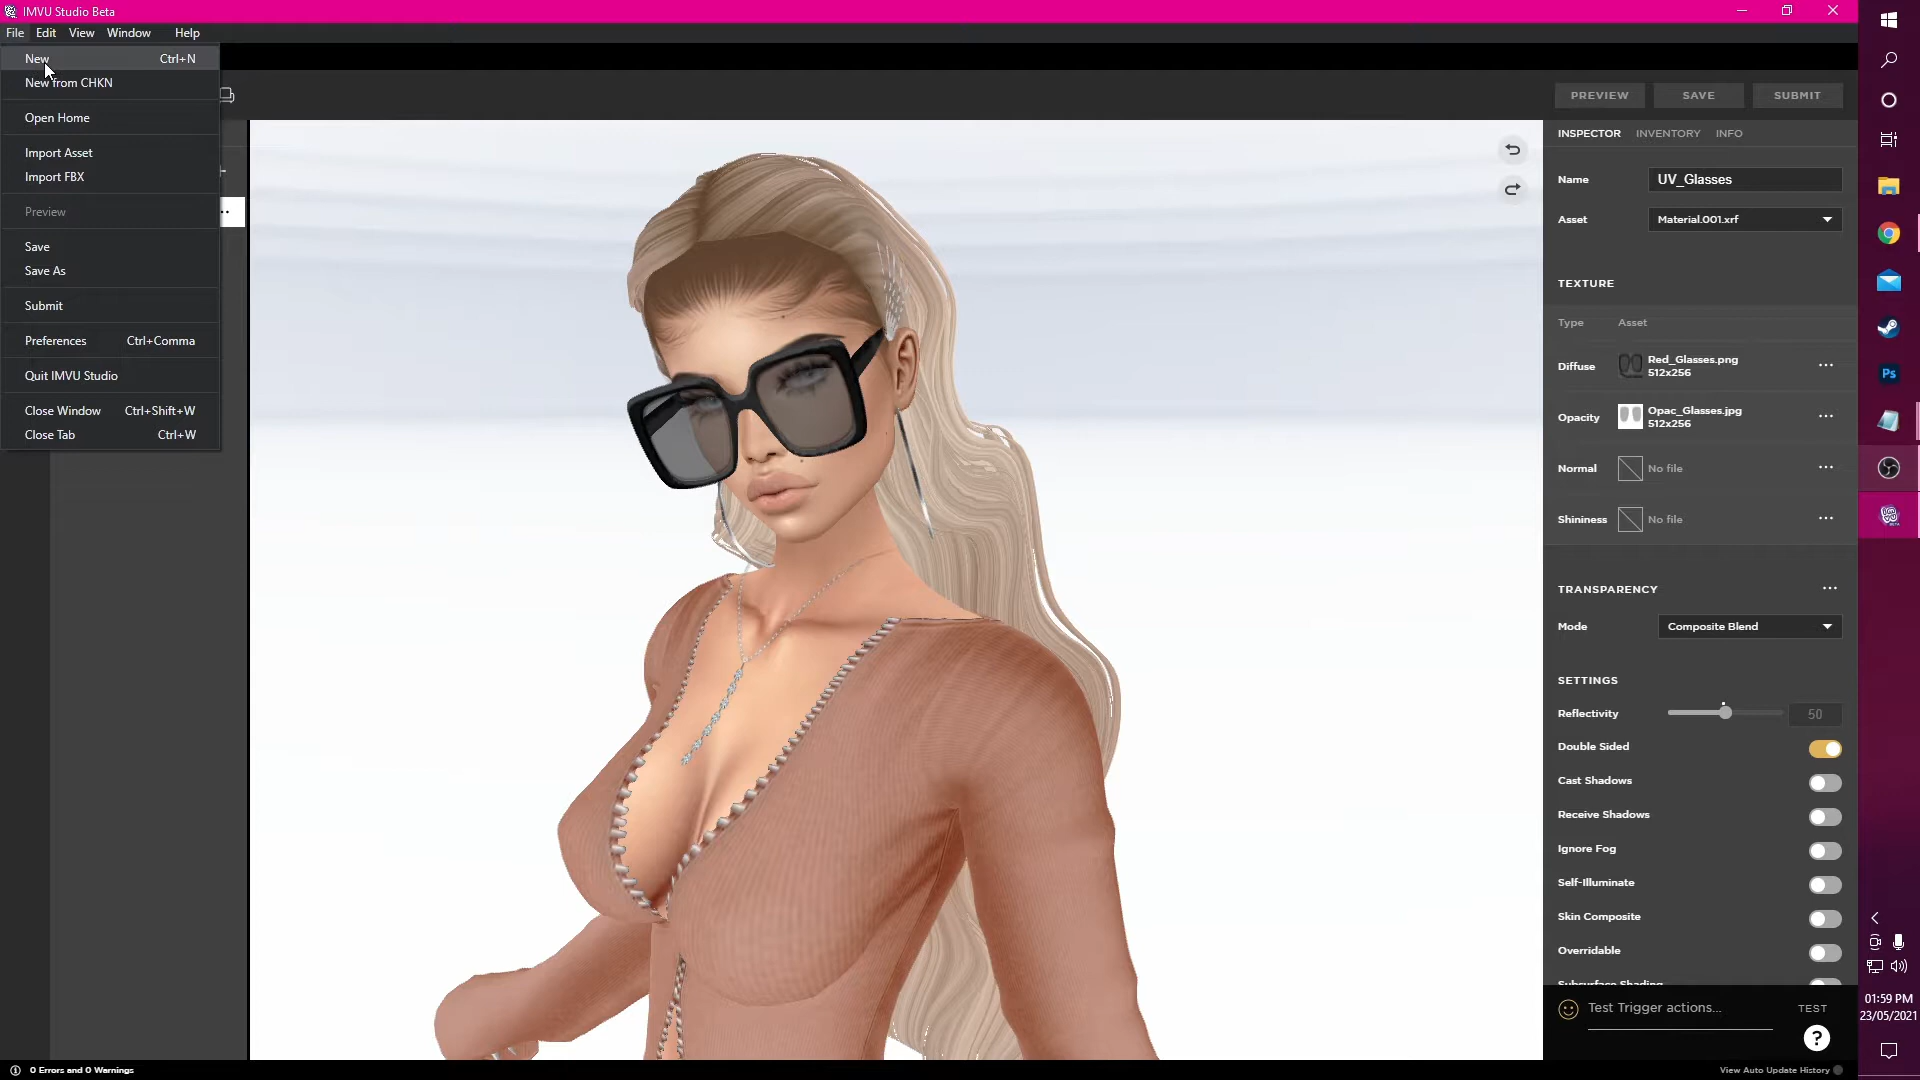 IMVU Studio Beta
File Edit View Window Help
New Ctrl+N
New from CHKN
Open Home
Import Asset
Import FBX
Preview
Save
Save As
Submit
Preferences Ctrl+Comma
Quit IMVU Studio
Close Window Ctrl+Shift+W
Close Tab Ctrl+W
PREVIEW SAVE SUBMIT
INSPECTOR INVENTORY INFO
Name UV_Glasses
Asset Material.001.xrf
TEXTURE
Type Asset
Diffuse Red_Glasses.png
512x256
Opacity Opac_Glasses.jpg
512x256
Normal No file
Shininess No file
TRANSPARENCY
Mode Composite Blend
SETTINGS
Reflectivity 50
Double Sided
Cast Shadows
Receive Shadows
Ignore Fog
Self-Illuminate
Skin Composite
Overridable
Subsurface Shading
Test Trigger actions... TEST
?
0 Errors and 0 Warnings
View Auto Update History
Ps
BETA
01:59 PM
23/05/2021